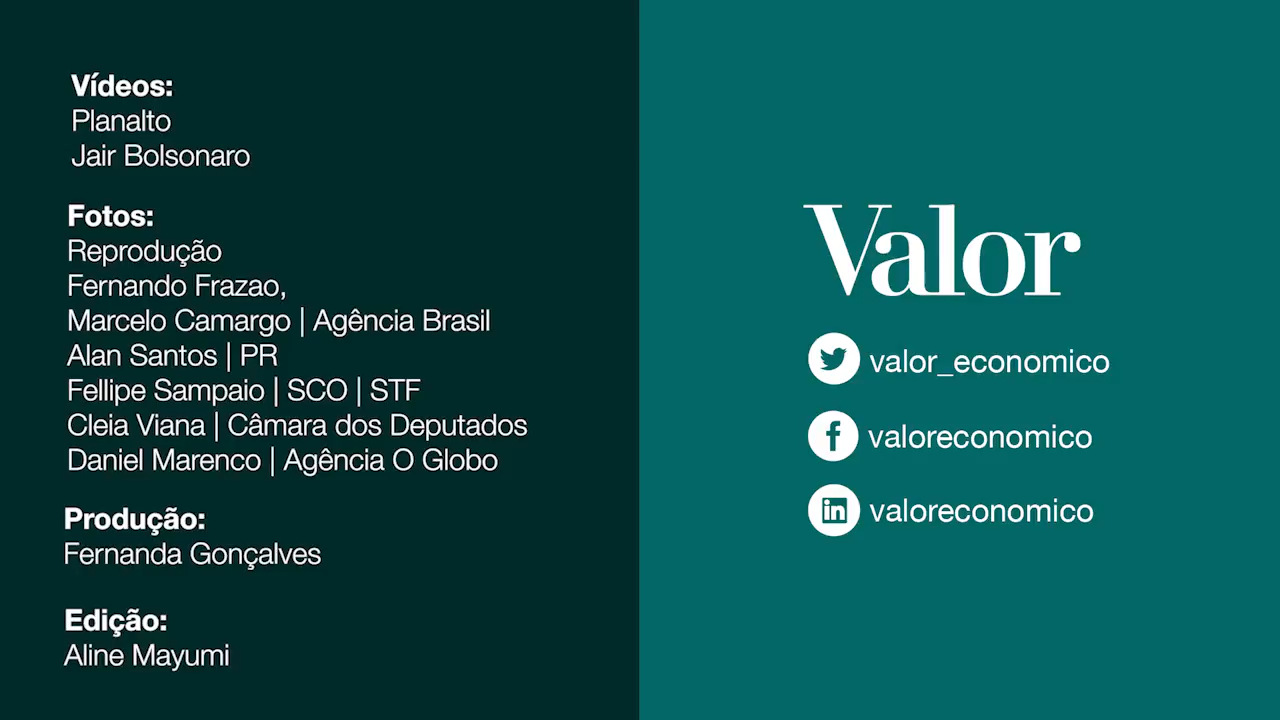 Vídeos:
Planalto
Jair Bolsonaro
Fotos:
Reprodução
Fernando Frazao,
Marcelo Camargo | Agência Brasil
Alan Santos | PR
Fellipe Sampaio | SCO | STF
Cleia Viana | Câmara dos Deputados
Daniel Marenco | Agência O Globo
Produção:
Fernanda Gonçalves
Edição:
Aline Mayumi
Valor
valor_economico
valoreconomico
valoreconomico